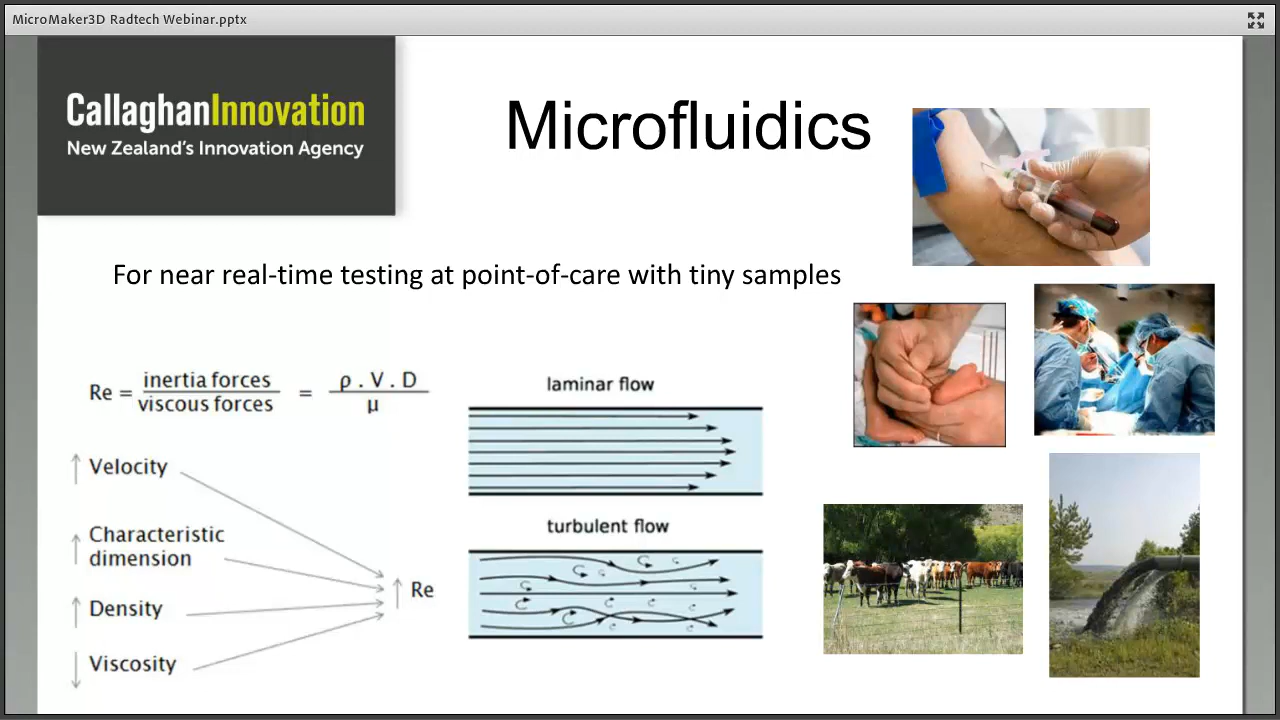 MicroMaker3D Radtech Webinar.pptx
CallaghanInnovation
New Zealand's Innovation Agency
Microfluidics
For near real-time testing at point-of-care with tiny samples
Re = inertia forces / viscous forces = ρ . V . D / μ
laminar flow
↑ Velocity
↑ Characteristic
dimension
turbulent flow
↑ Re
↑ Density
↓ Viscosity